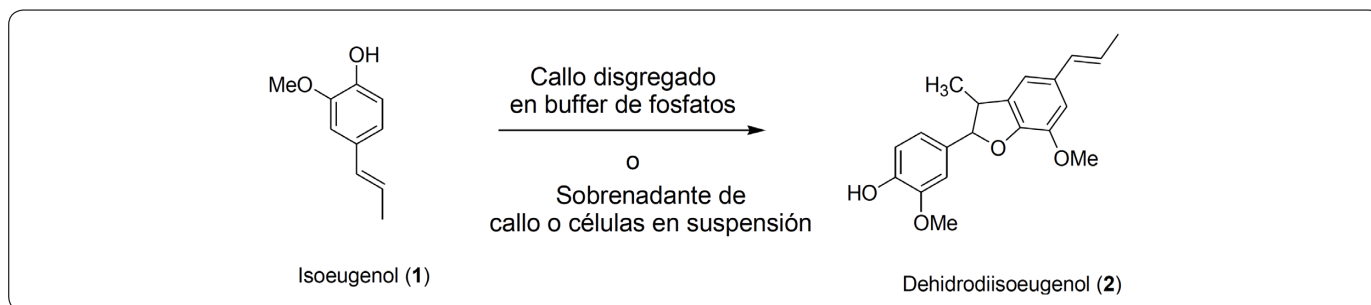 OH
MeO
Isoeugenol (1)
Callo disgregado
en buffer de fosfatos
o
Sobrenadante de
callo o células en suspensión
H₃C
O
OMe
HO
OMe
Dehidrodiisoeugenol (2)